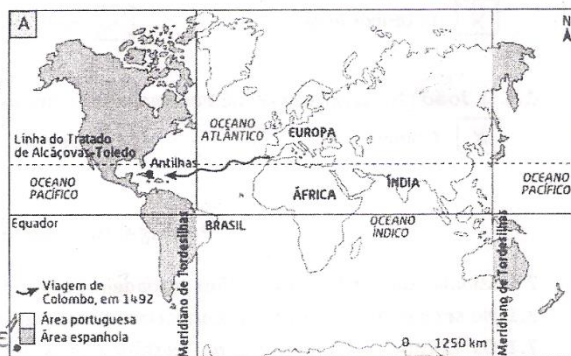 A
N
OCEANO
ATLÂNTICO
EUROPA
Linha do Tratado
de Alcáçovas-Toledo
Antilhas
OCEANO
PACÍFICO
ÁFRICA
ÍNDIA
OCEANO
PACÍFICO
Equador
BRASIL
OCEANO
ÍNDICO
Meridiano de Tordesilhas
Meridiano de Tordesilhas
Viagem de
Colombo, em 1492
Área portuguesa
Área espanhola
0 1250 km